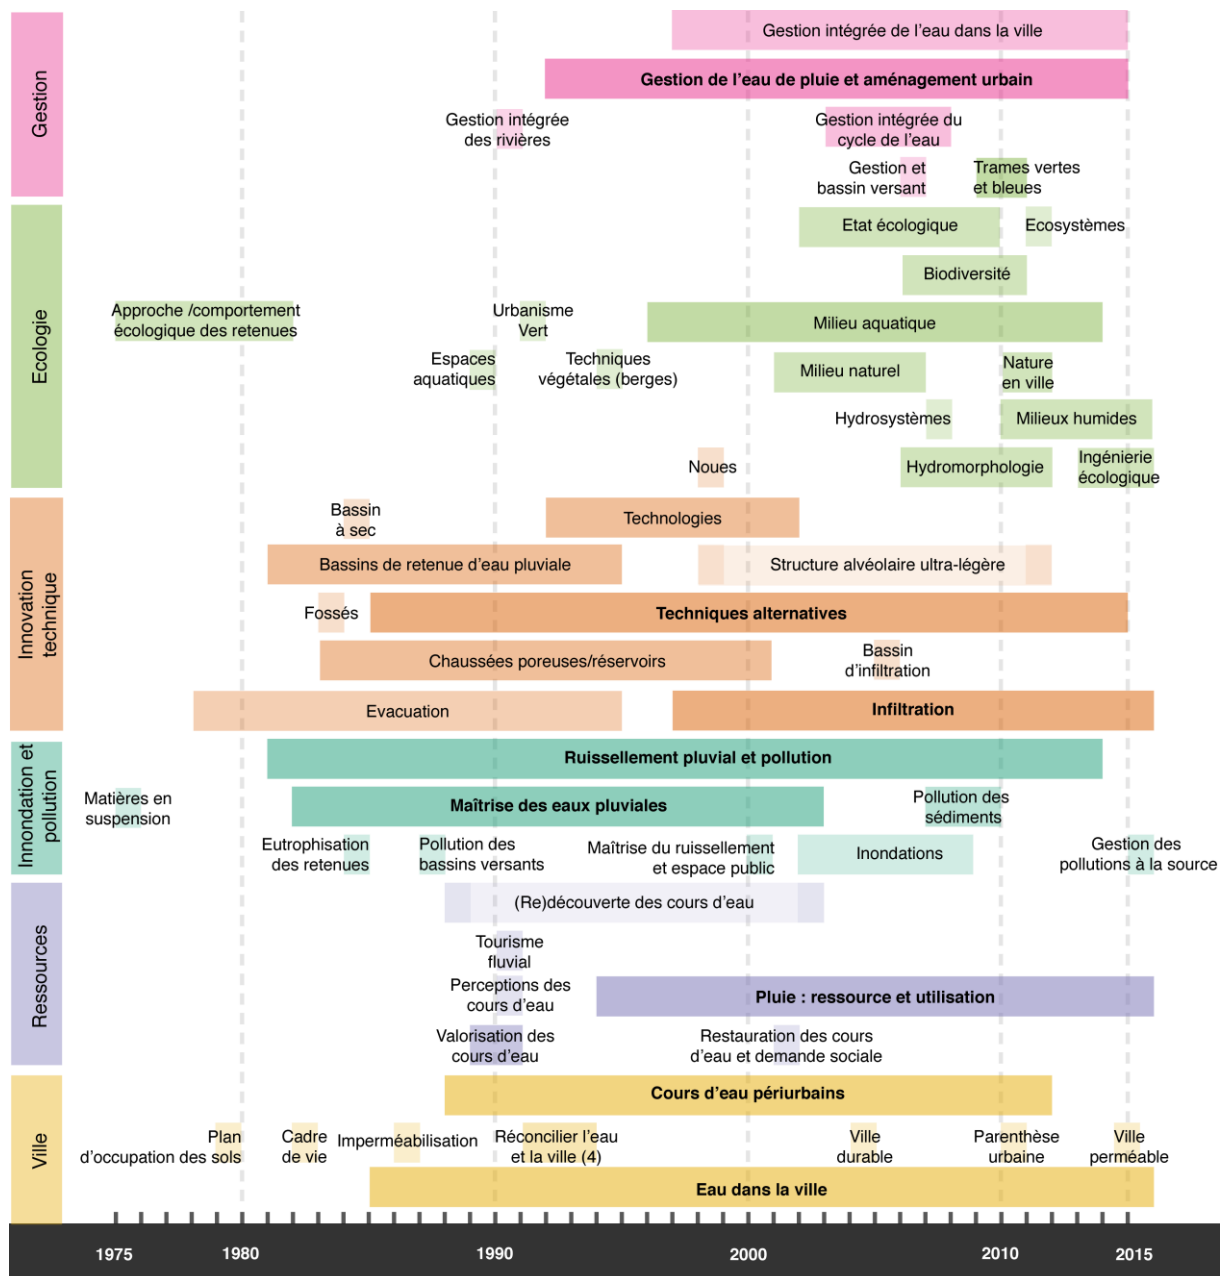 Gestion
Gestion intégrée de l'eau dans la ville
Gestion de l'eau de pluie et aménagement urbain
Gestion intégrée
des rivières
Gestion intégrée du
cycle de l'eau
Gestion et
bassin versant
Trames vertes
et bleues
Ecologie
Etat écologique
Ecosystèmes
Biodiversité
Approche /comportement
écologique des retenues
Urbanisme
Vert
Milieu aquatique
Espaces
aquatiques
Techniques
végétales (berges)
Milieu naturel
Nature
en ville
Hydrosystèmes
Milieux humides
Noues
Hydromorphologie
Ingénierie
écologique
Innovation
technique
Bassin
à sec
Technologies
Bassins de retenue d'eau pluviale
Structure alvéolaire ultra-légère
Fossés
Techniques alternatives
Chaussées poreuses/réservoirs
Bassin
d'infiltration
Evacuation
Infiltration
Innondation et
pollution
Ruissellement pluvial et pollution
Matières en
suspension
Maîtrise des eaux pluviales
Pollution des
sédiments
Eutrophisation
des retenues
Pollution des
bassins versants
Maîtrise du ruissellement
et espace public
Inondations
Gestion des
pollutions à la source
Ressources
(Re)découverte des cours d'eau
Tourisme
fluvial
Perceptions des
cours d'eau
Pluie : ressource et utilisation
Valorisation des
cours d'eau
Restauration des cours
d'eau et demande sociale
Ville
Cours d'eau périurbains
Plan
d'occupation des sols
Cadre
de vie
Imperméabilisation
Réconcilier l'eau
et la ville (4)
Ville
durable
Parenthèse
urbaine
Ville
perméable
Eau dans la ville
1975 1980 1990 2000 2010 2015